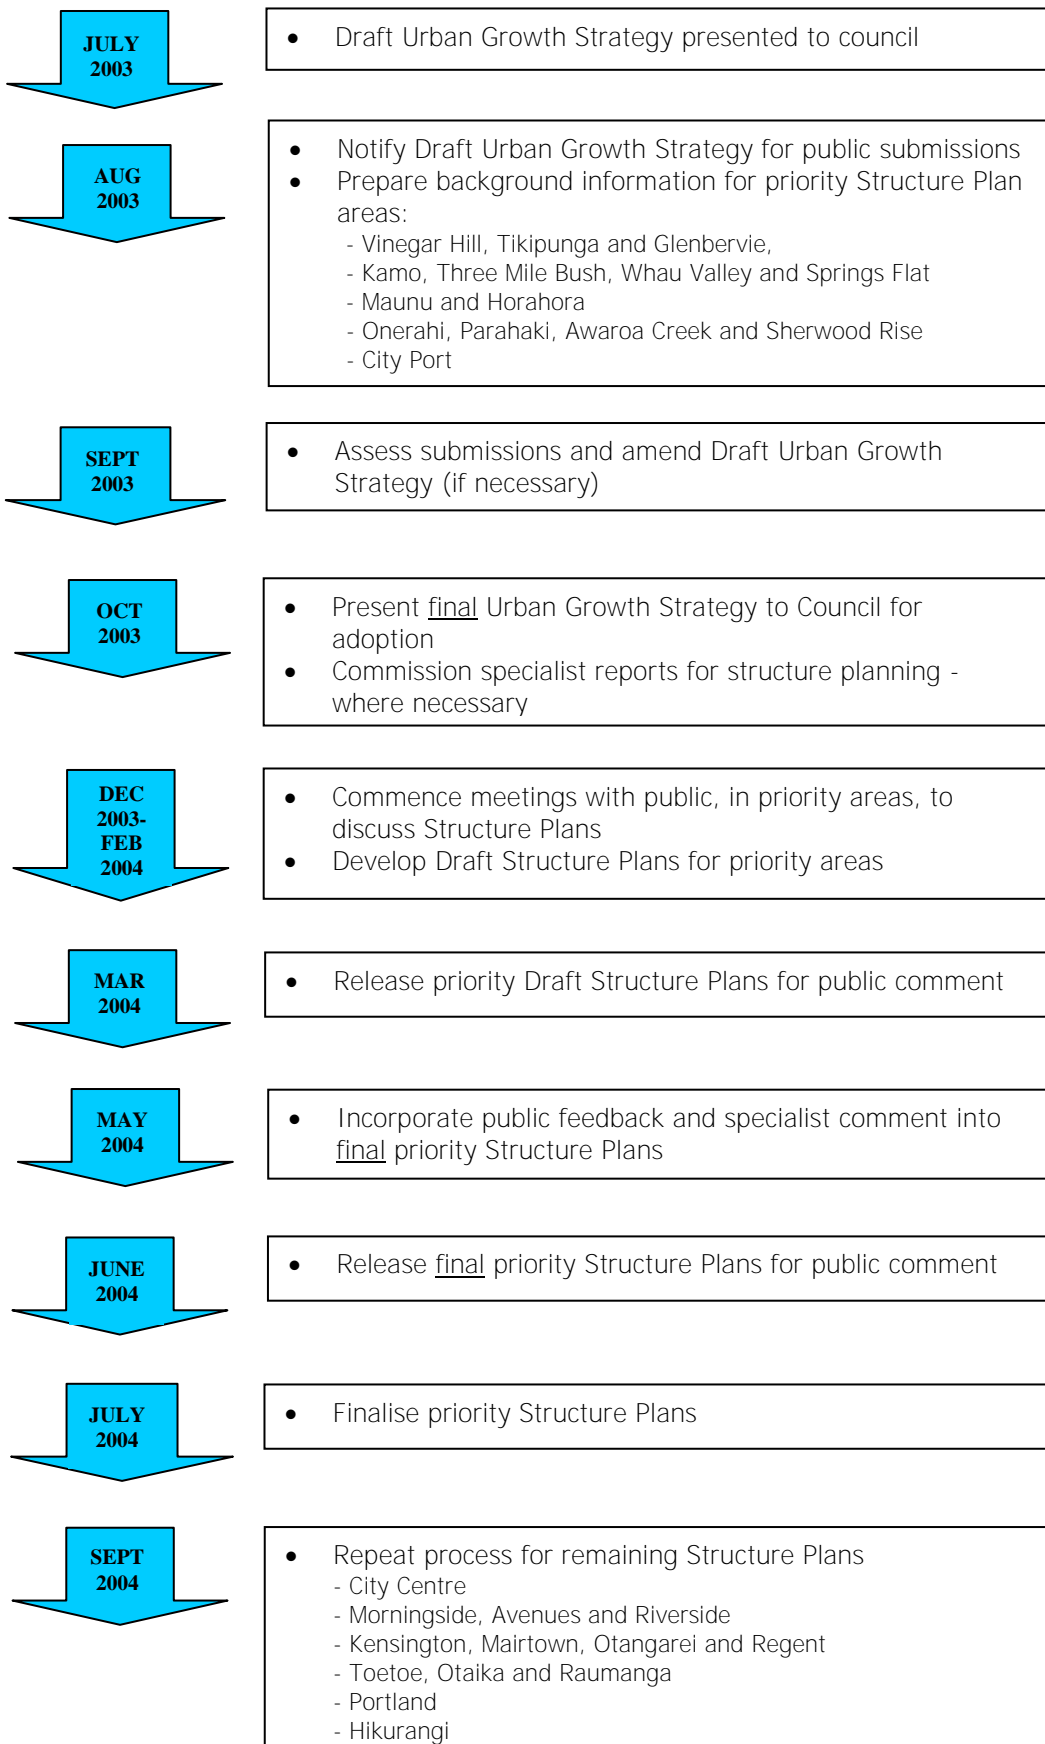 JULY
2003
• Draft Urban Growth Strategy presented to council
AUG
2003
• Notify Draft Urban Growth Strategy for public submissions
• Prepare background information for priority Structure Plan
areas:
- Vinegar Hill, Tikipunga and Glenbervie,
- Kamo, Three Mile Bush, Whau Valley and Springs Flat
- Maunu and Horahora
- Onerahi, Parahaki, Awaroa Creek and Sherwood Rise
- City Port
SEPT
2003
• Assess submissions and amend Draft Urban Growth
Strategy (if necessary)
OCT
2003
• Present final Urban Growth Strategy to Council for
adoption
• Commission specialist reports for structure planning -
where necessary
DEC
2003-
FEB
2004
• Commence meetings with public, in priority areas, to
discuss Structure Plans
• Develop Draft Structure Plans for priority areas
MAR
2004
• Release priority Draft Structure Plans for public comment
MAY
2004
• Incorporate public feedback and specialist comment into
final priority Structure Plans
JUNE
2004
• Release final priority Structure Plans for public comment
JULY
2004
• Finalise priority Structure Plans
SEPT
2004
• Repeat process for remaining Structure Plans
- City Centre
- Morningside, Avenues and Riverside
- Kensington, Mairtown, Otangarei and Regent
- Toetoe, Otaika and Raumanga
- Portland
- Hikurangi